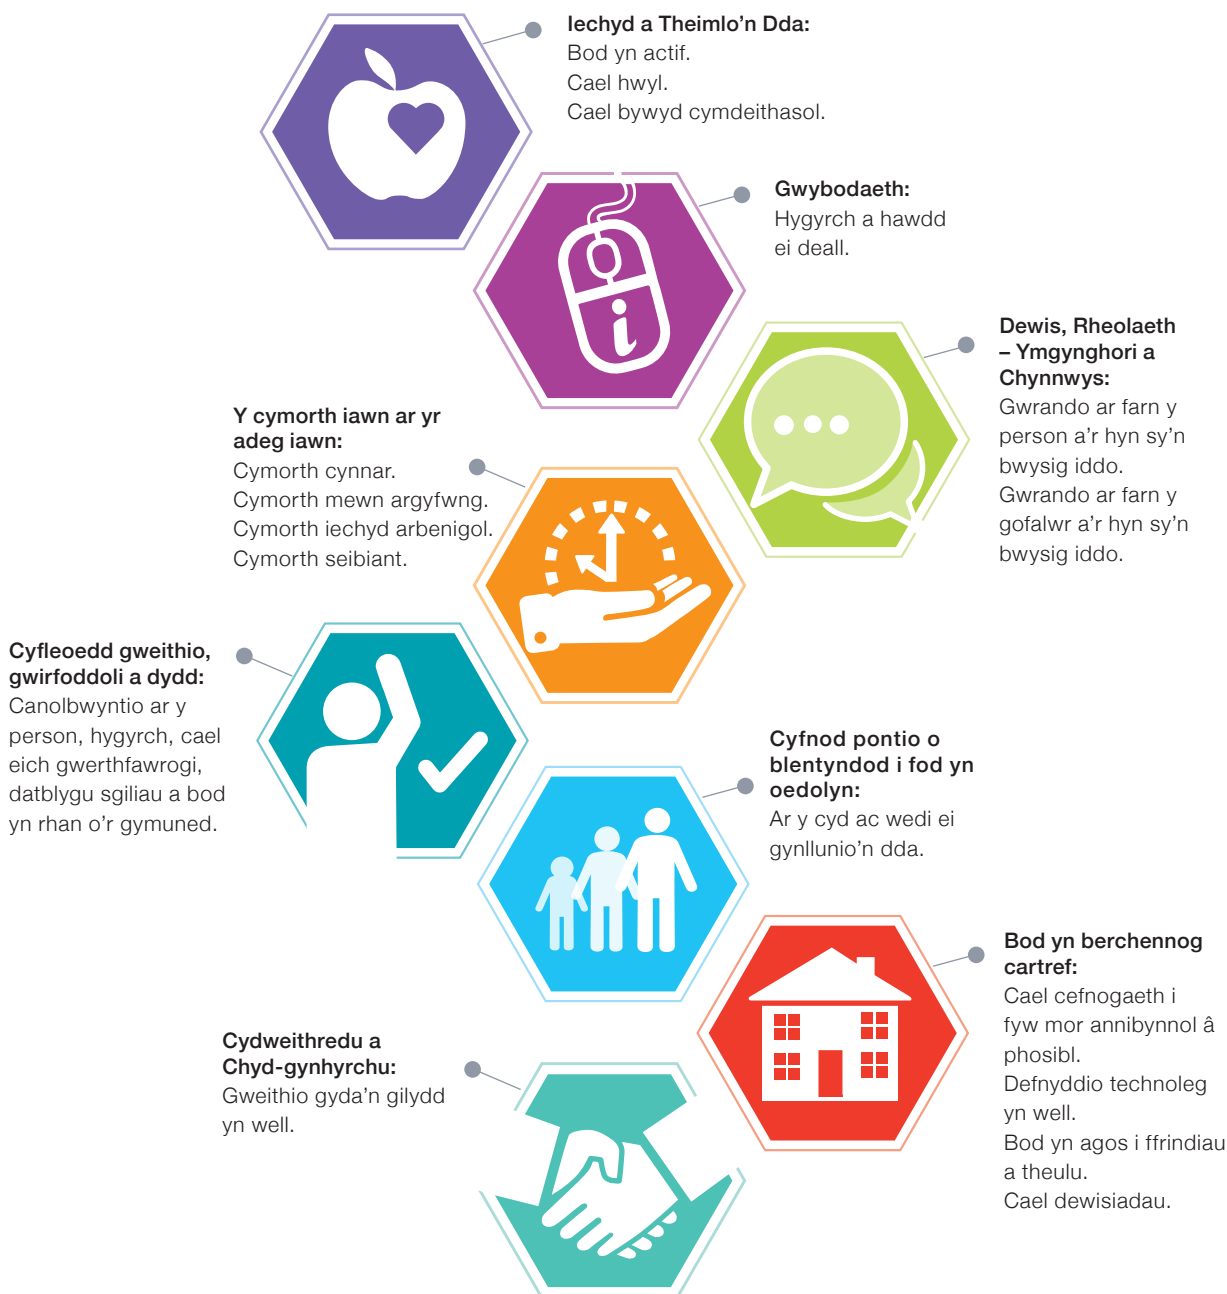 Iechyd a Theimlo’n Dda:
Bod yn actif.
Cael hwyl.
Cael bywyd cymdeithasol.
Gwybodaeth:
Hygyrch a hawdd
ei deall.
Dewis, Rheolaeth
– Ymgynghori a
Chynnwys:
Gwrando ar farn y
person a’r hyn sy’n
bwysig iddo.
Gwrando ar farn y
gofalwr a’r hyn sy’n
bwysig iddo.
Y cymorth iawn ar yr
adeg iawn:
Cymorth cynnar.
Cymorth mewn argyfwng.
Cymorth iechyd arbenigol.
Cymorth seibiant.
Cyfleoedd gweithio,
gwirfoddoli a dydd:
Canolbwyntio ar y
person, hygyrch, cael
eich gwerthfawrogi,
datblygu sgiliau a bod
yn rhan o’r gymuned.
Cyfnod pontio o
blentyndod i fod yn
oedolyn:
Ar y cyd ac wedi ei
gynllunio’n dda.
Bod yn berchennog
cartref:
Cael cefnogaeth i
fyw mor annibynnol â
phosibl.
Defnyddio technoleg
yn well.
Bod yn agos i ffrindiau
a theulu.
Cael dewisiadau.
Cydweithredu a
Chyd-gynhyrchu:
Gweithio gyda’n gilydd
yn well.